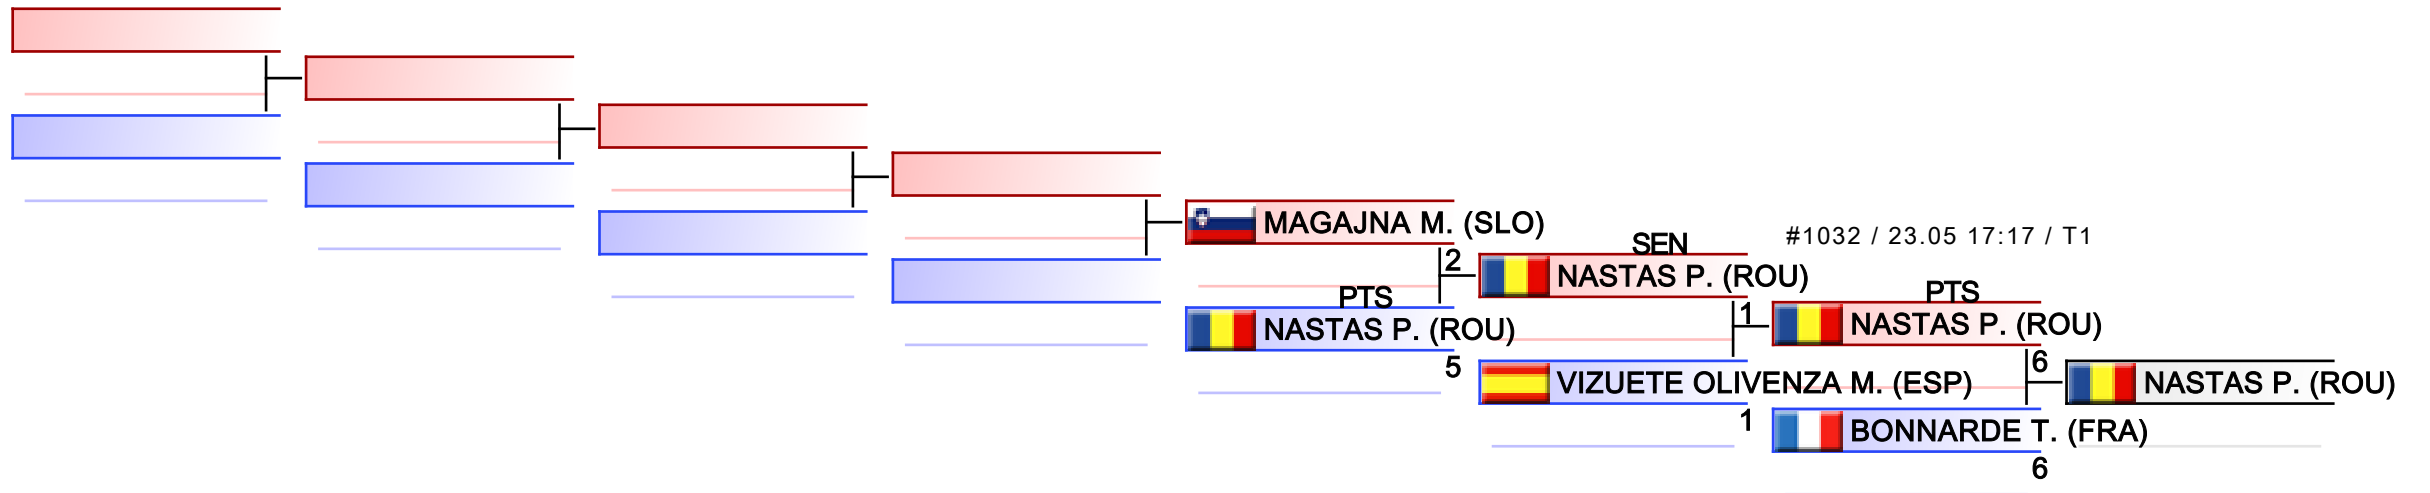 MAGAJNA M. (SLO)
2
PTS
NASTAS P. (ROU)
5
SEN
NASTAS P. (ROU)
1
VIZUETE OLIVENZA M. (ESP)
1
#1032 / 23.05 17:17 / T1
PTS
NASTAS P. (ROU)
6
BONNARDE T. (FRA)
6
NASTAS P. (ROU)